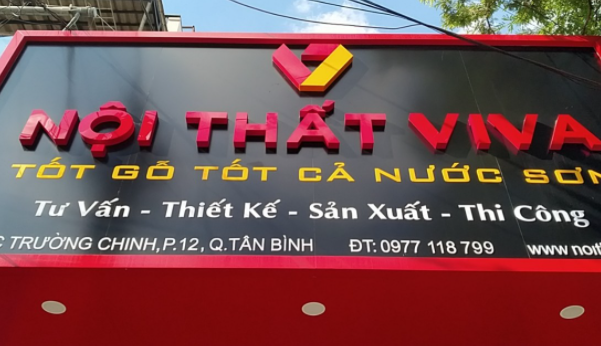 NỘI THẤT VIVA
TỐT GỖ TỐT CẢ NƯỚC SƠN
Tư Vấn - Thiết Kế - Sản Xuất - Thi Công
TRƯỜNG CHINH, P.12, Q.TÂN BÌNH ĐT: 0977 118 799 www